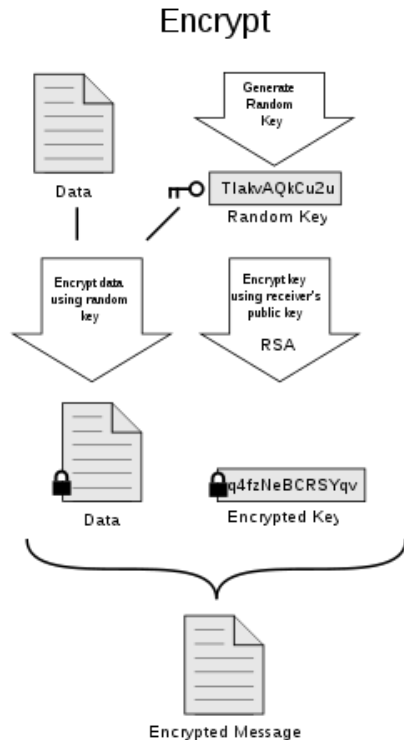 Encrypt
Generate
Random
Key
Data
TlakvAQkCu2u
Random Key
Encrypt data
using random
key
Encrypt key
using receiver's
public key
RSA
Data
q4fzNeBCRSYqv
Encrypted Key
Encrypted Message